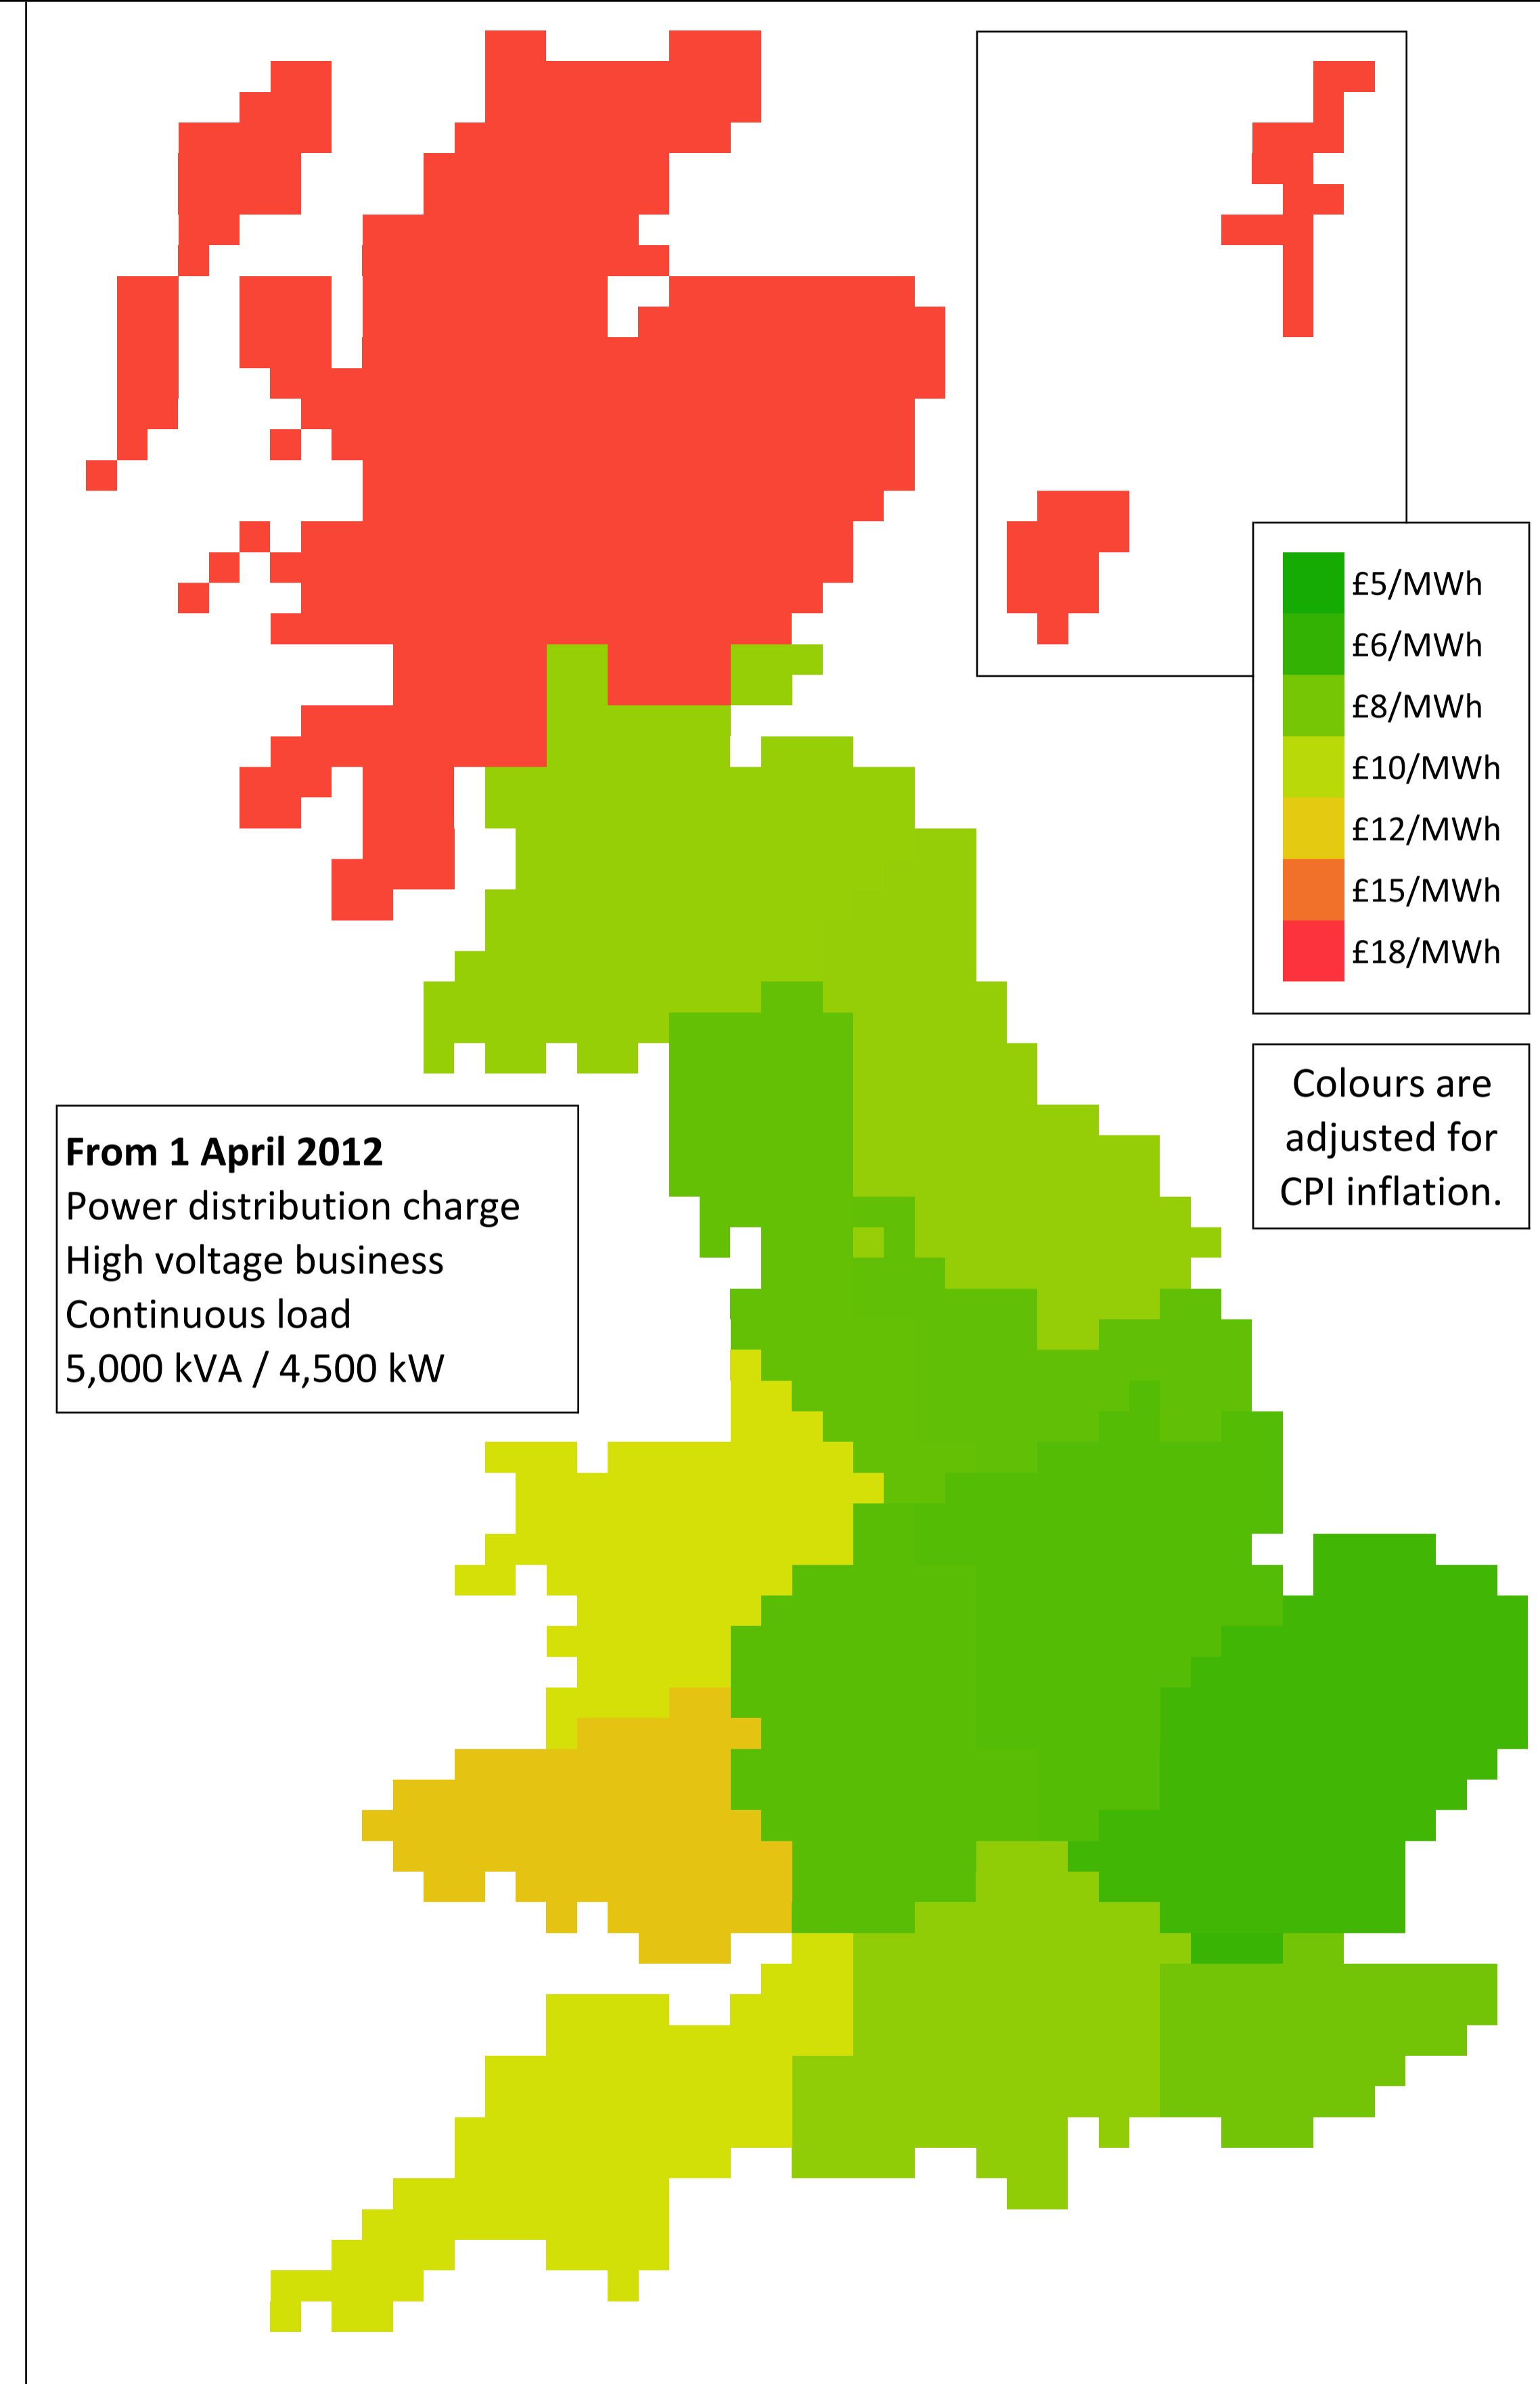 £5/MWh
£6/MWh
£8/MWh
£10/MWh
£12/MWh
£15/MWh
£18/MWh
Colours are
adjusted for
CPI inflation.
From 1 April 2012
Power distribution charge
High voltage business
Continuous load
5,000 kVA / 4,500 kW